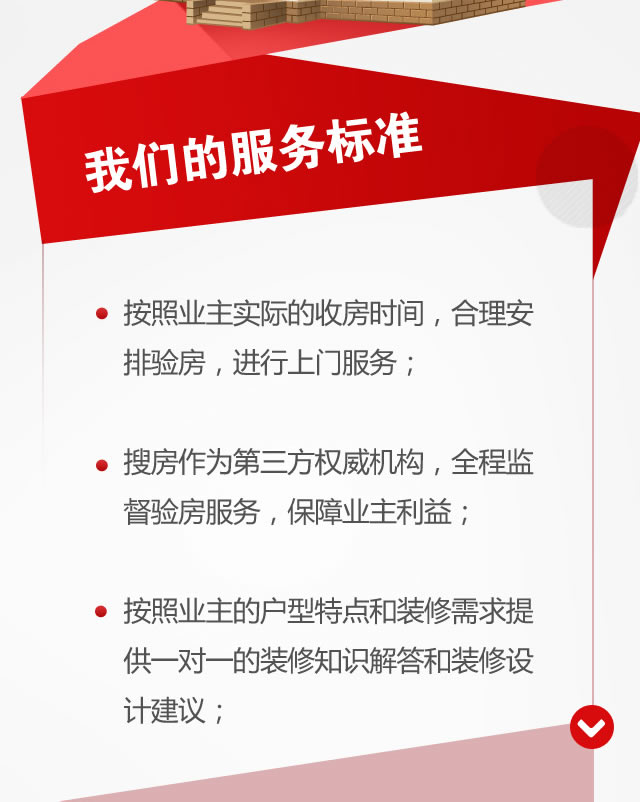 我们的服务标准
按照业主实际的收房时间，合理安
排验房，进行上门服务；
搜房作为第三方权威机构，全程监
督验房服务，保障业主利益；
按照业主的户型特点和装修需求提
供一对一的装修知识解答和装修设
计建议；